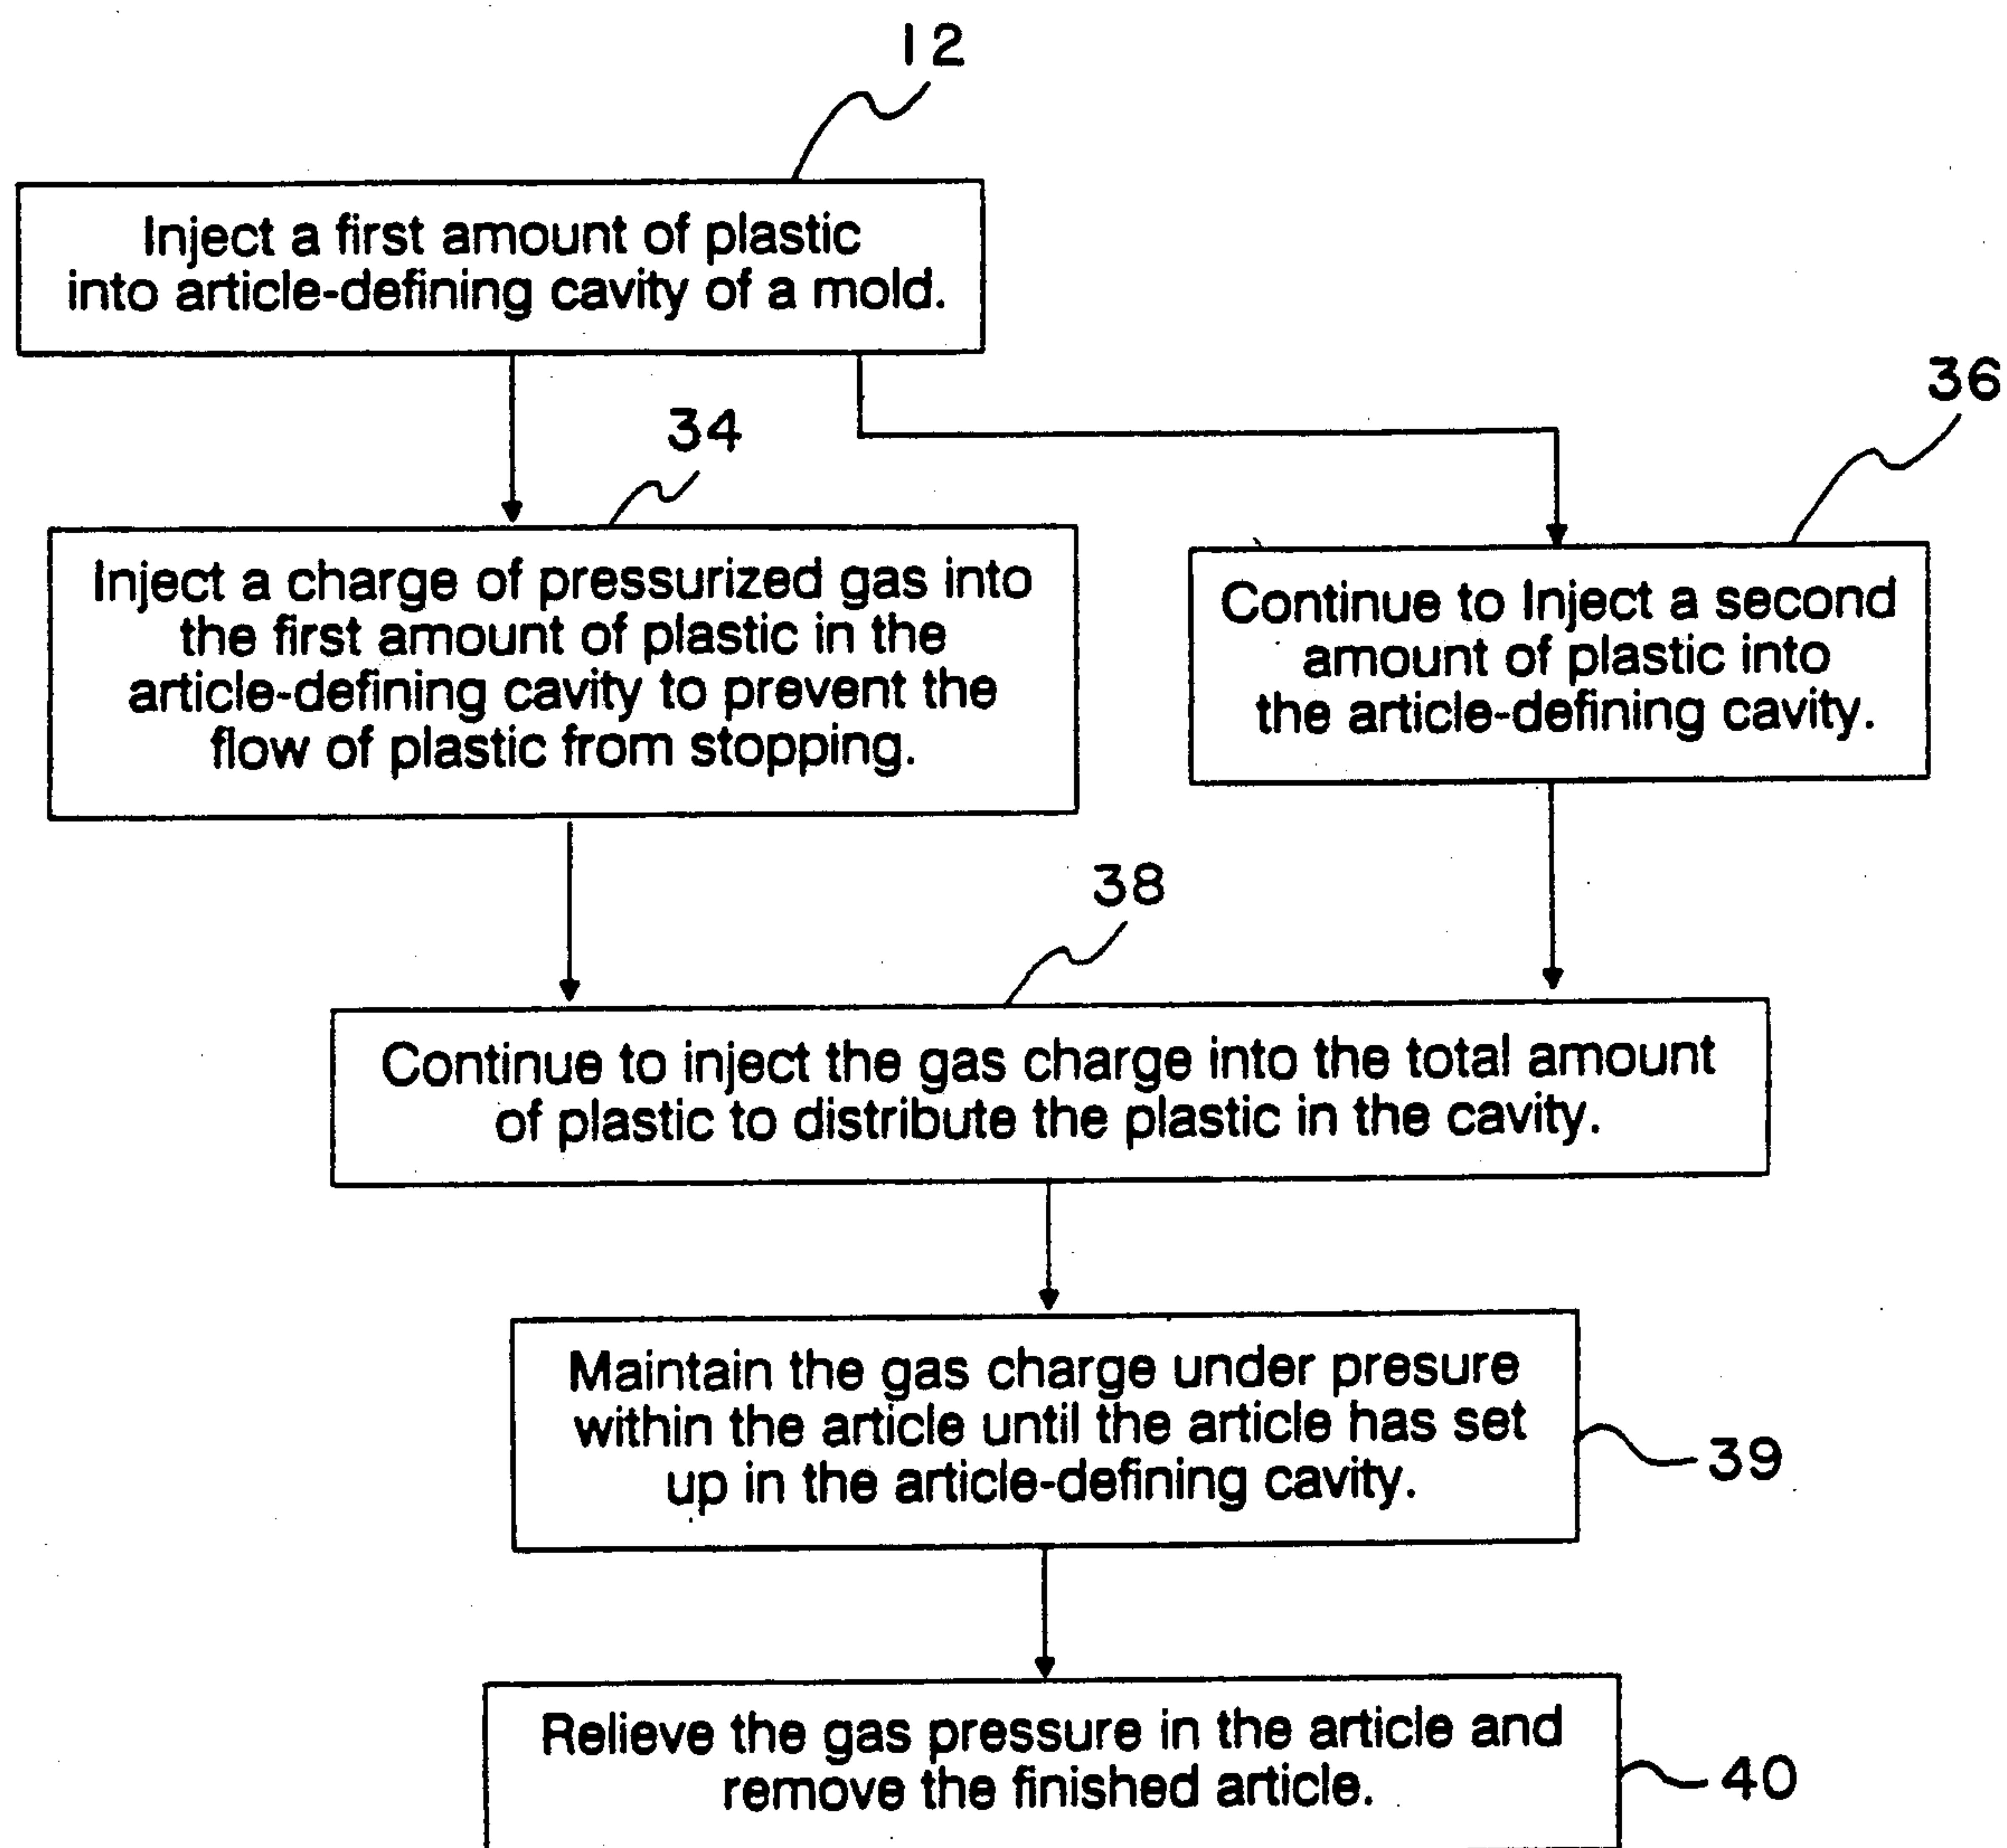 12
Inject a first amount of plastic
into article-defining cavity of a mold.
34
36
Inject a charge of pressurized gas into
the first amount of plastic in the
article-defining cavity to prevent the
flow of plastic from stopping.
Continue to Inject a second
amount of plastic into
the article-defining cavity.
38
Continue to inject the gas charge into the total amount
of plastic to distribute the plastic in the cavity.
Maintain the gas charge under presure
within the article until the article has set
up in the article-defining cavity.
39
Relieve the gas pressure in the article and
remove the finished article.
40